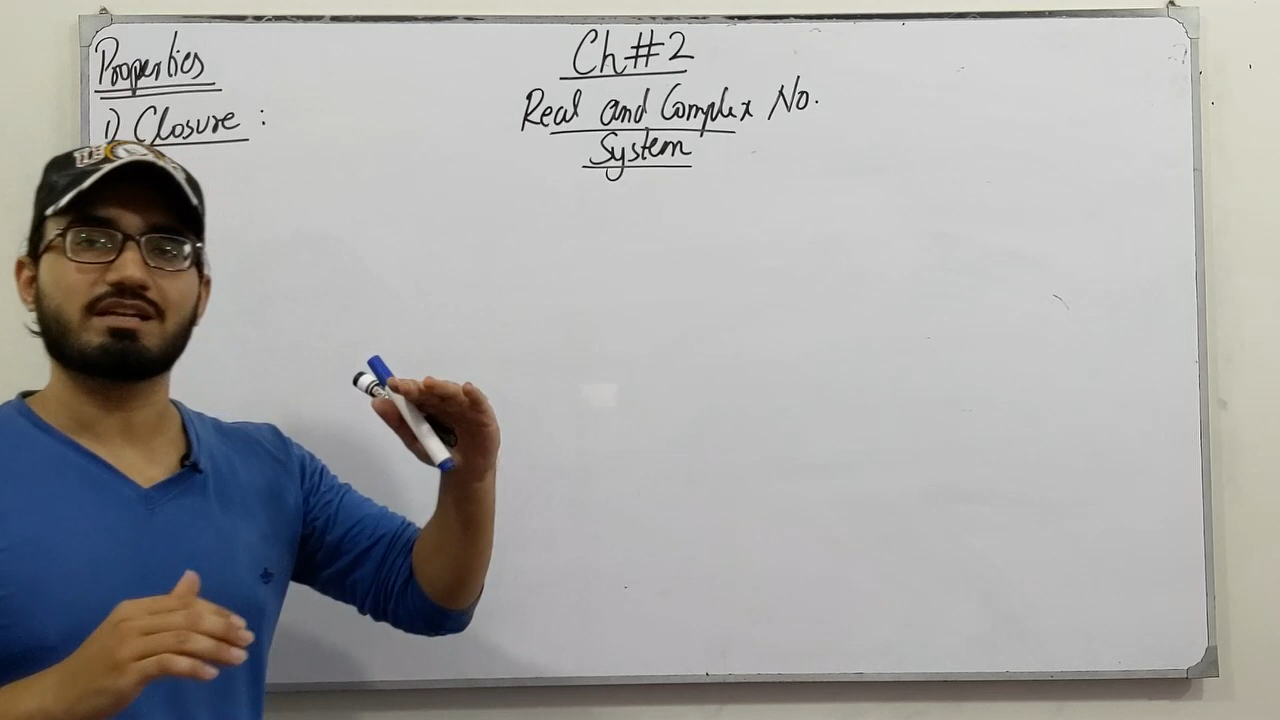 Properties
1) Closure :
Ch#2
Real and Complex No.
System